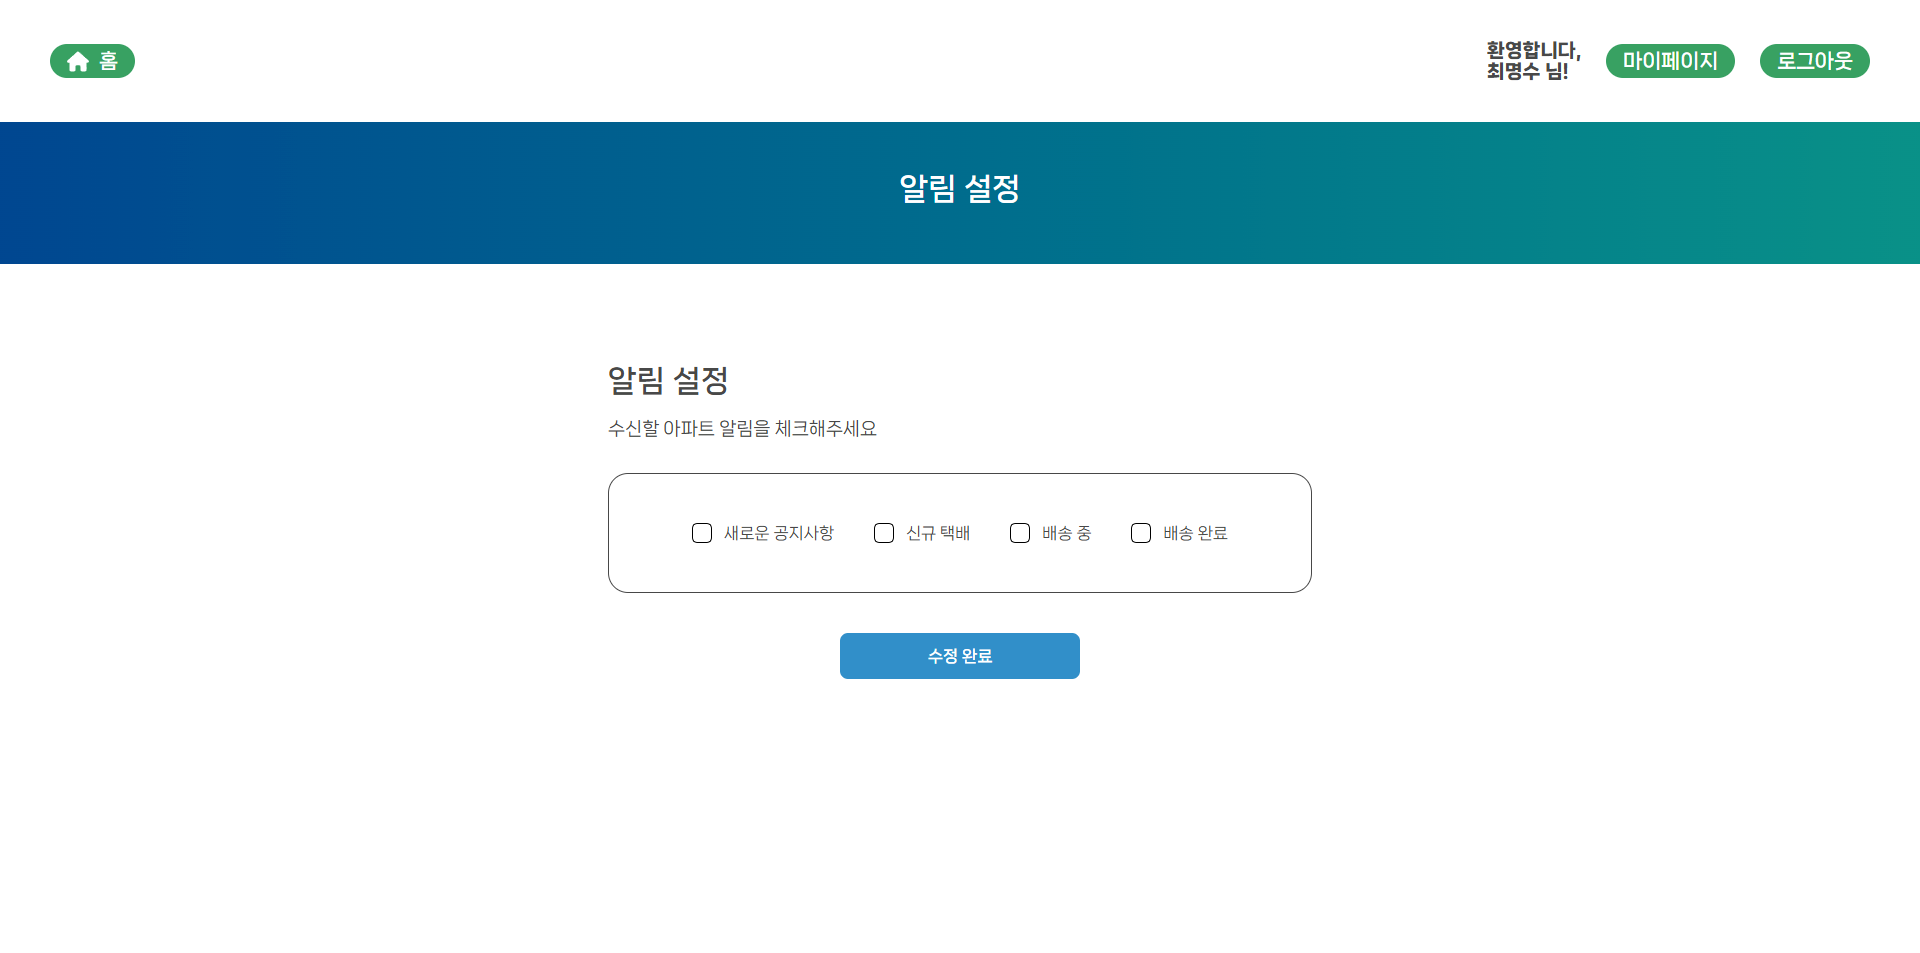 홈
환영합니다,
최명수 님!
마이페이지
로그아웃
알림 설정
알림 설정
수신할 아파트 알림을 체크해주세요
새로운 공지사항
신규 택배
배송 중
배송 완료
수정 완료